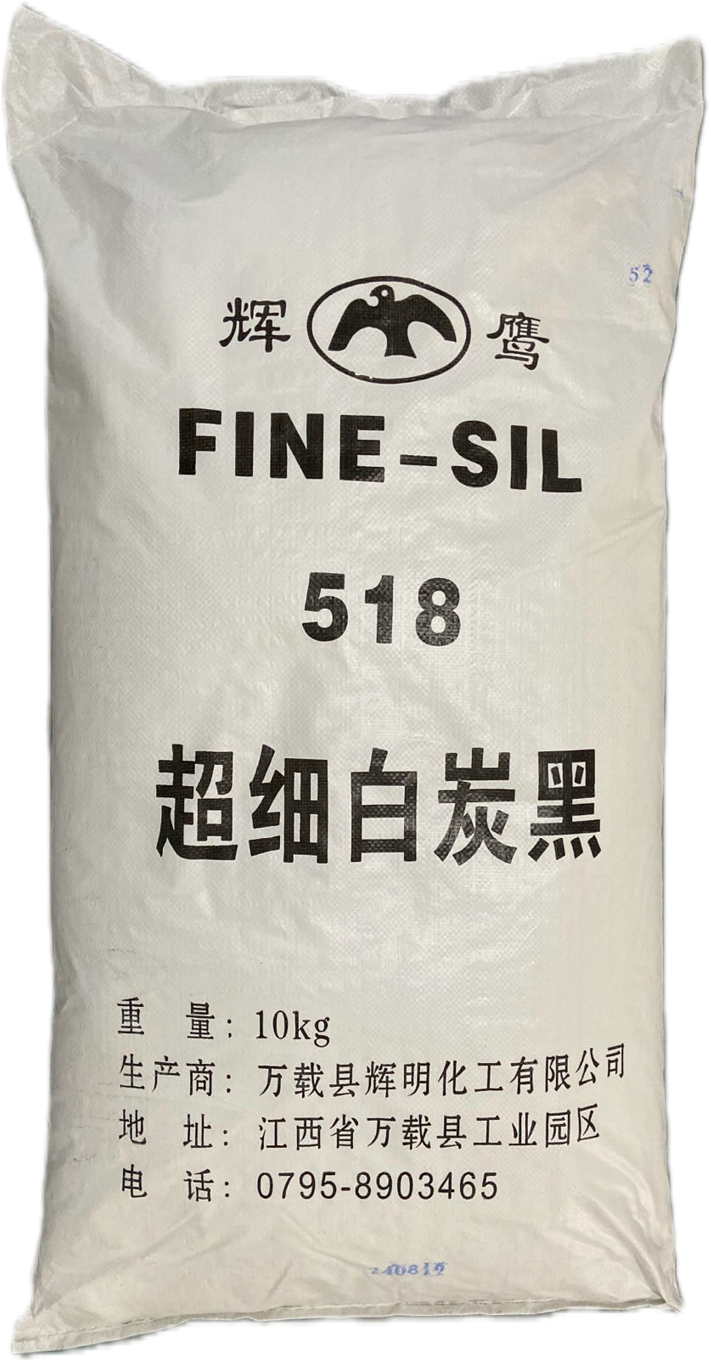 52
辉 鹰
FINE-SIL
518
超细白炭黑
重 量：10kg
生产商：万载县辉明化工有限公司
地 址：江西省万载县工业园区
电 话：0795-8903465